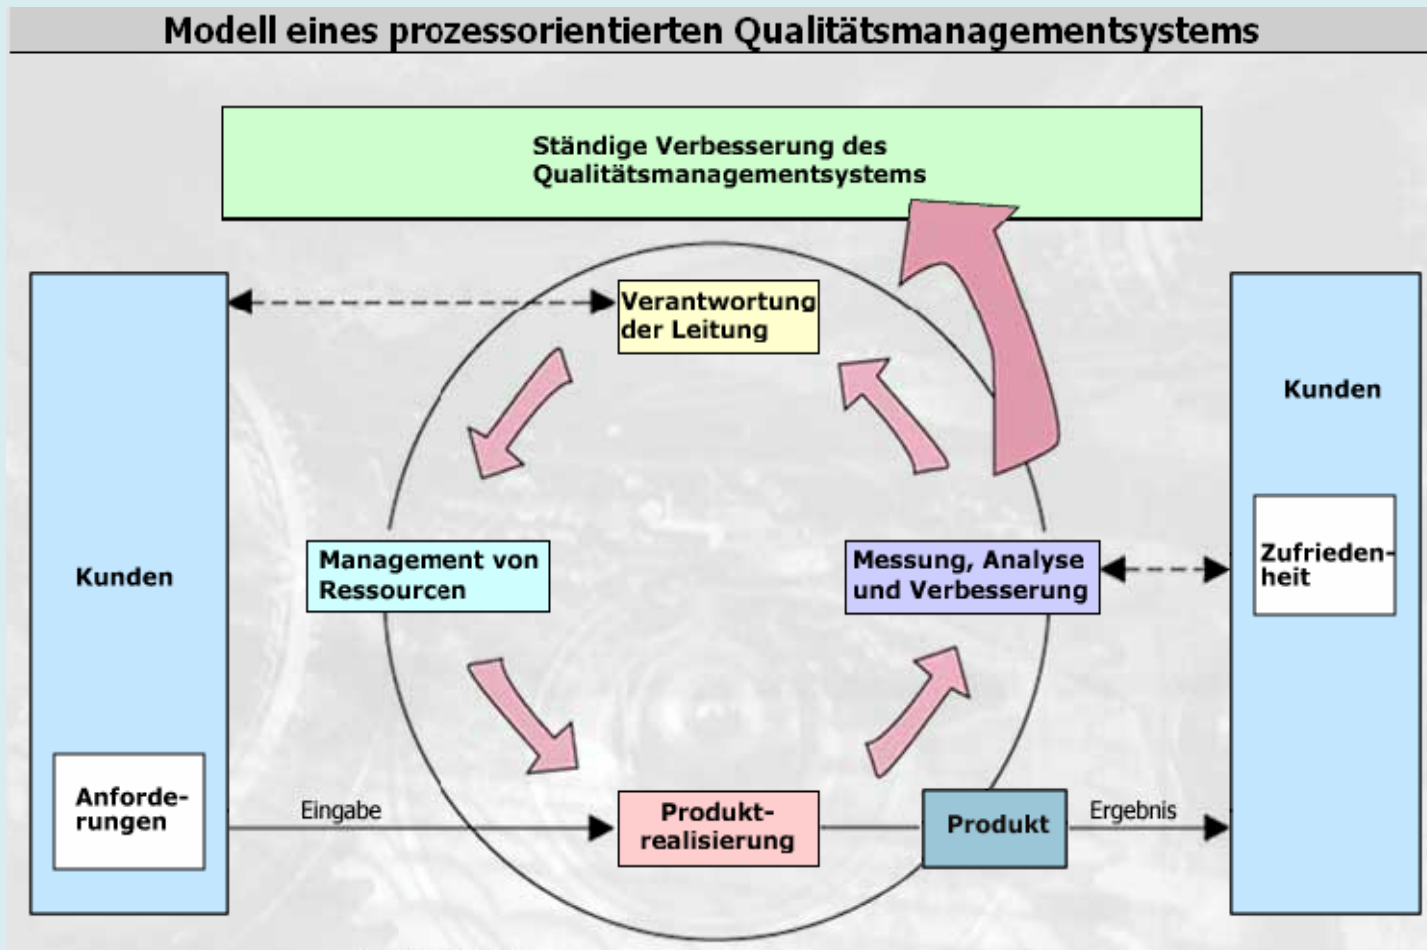 Modell eines prozessorientierten Qualitätsmanagementsystems
Ständige Verbesserung des
Qualitätsmanagementsystems
Verantwortung
der Leitung
Kunden
Kunden
Management von
Ressourcen
Messung, Analyse
und Verbesserung
Zufrieden-
heit
Anforde-
rungen
Eingabe
Produkt-
realisierung
Produkt
Ergebnis